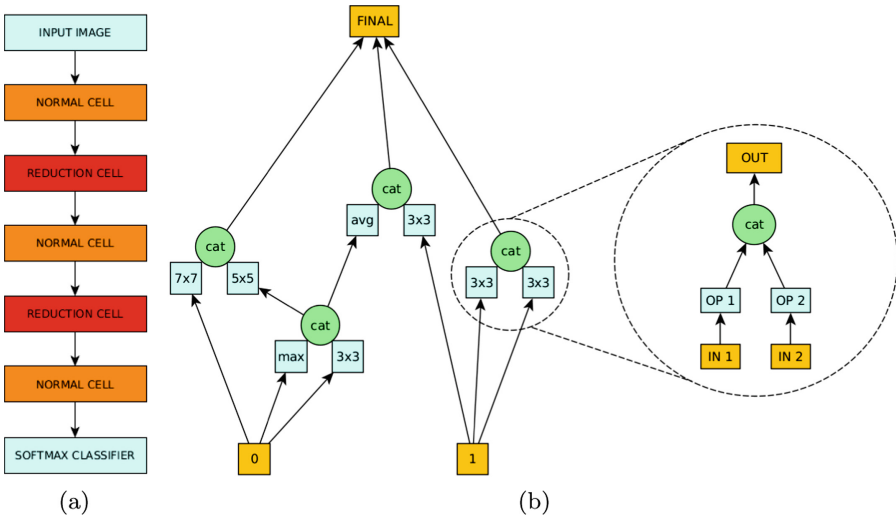 INPUT IMAGE
NORMAL CELL
REDUCTION CELL
NORMAL CELL
REDUCTION CELL
NORMAL CELL
SOFTMAX CLASSIFIER
(a)
FINAL
cat
avg 3x3
cat
7x7 5x5
cat
3x3 3x3
cat
max 3x3
0 1
OUT
cat
OP 1 OP 2
IN 1 IN 2
(b)